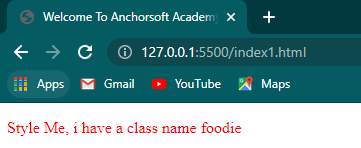 Welcome To Anchorsoft Academy
127.0.0.1:5500/index1.html
Apps Gmail YouTube Maps
Style Me, i have a class name foodie